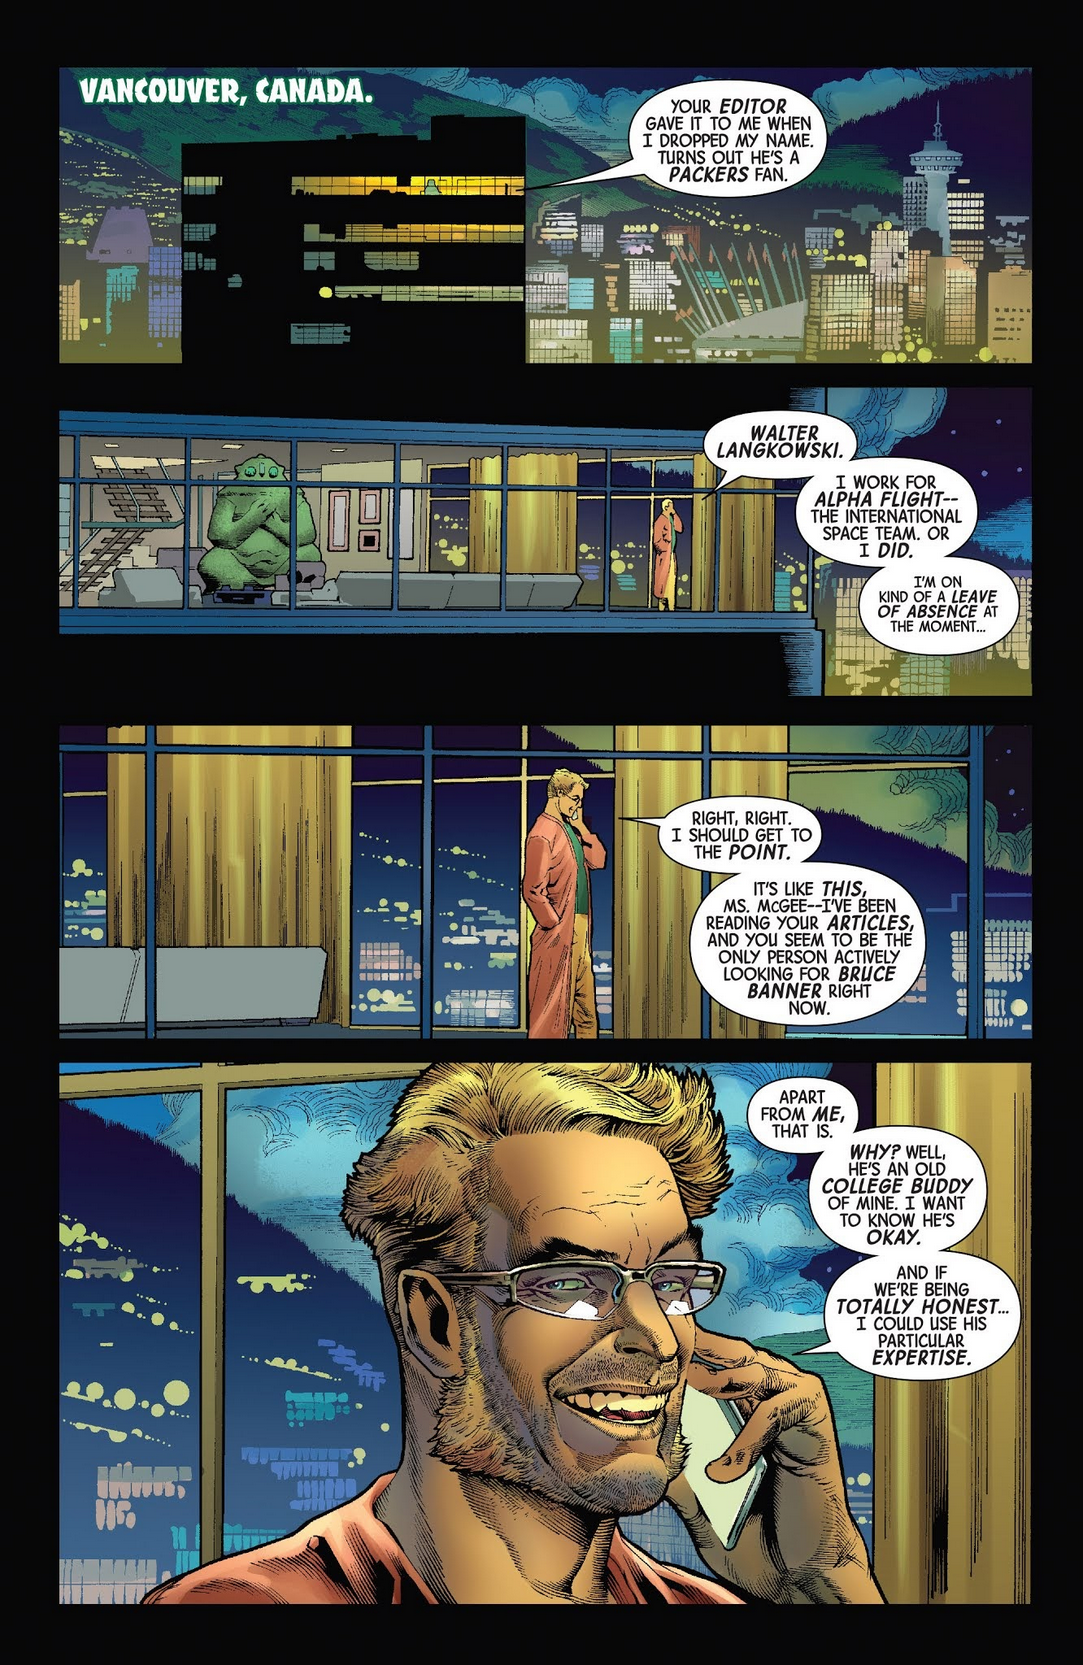 VANCOUVER, CANADA.
YOUR EDITOR
GAVE IT TO ME WHEN
I DROPPED MY NAME.
TURNS OUT HE'S A
PACKERS FAN.
WALTER
LANGKOWSKI.
I WORK FOR
ALPHA FLIGHT--
THE INTERNATIONAL
SPACE TEAM. OR
I DID.
I'M ON
KIND OF A LEAVE
OF ABSENCE AT
THE MOMENT...
RIGHT, RIGHT.
I SHOULD GET TO
THE POINT.
IT'S LIKE THIS,
MS. McGEE--I'VE BEEN
READING YOUR ARTICLES,
AND YOU SEEM TO BE THE
ONLY PERSON ACTIVELY
LOOKING FOR BRUCE
BANNER RIGHT
NOW.
APART
FROM ME,
THAT IS.
WHY? WELL,
HE'S AN OLD
COLLEGE BUDDY
OF MINE. I WANT
TO KNOW HE'S
OKAY.
AND IF
WE'RE BEING
TOTALLY HONEST...
I COULD USE HIS
PARTICULAR
EXPERTISE.